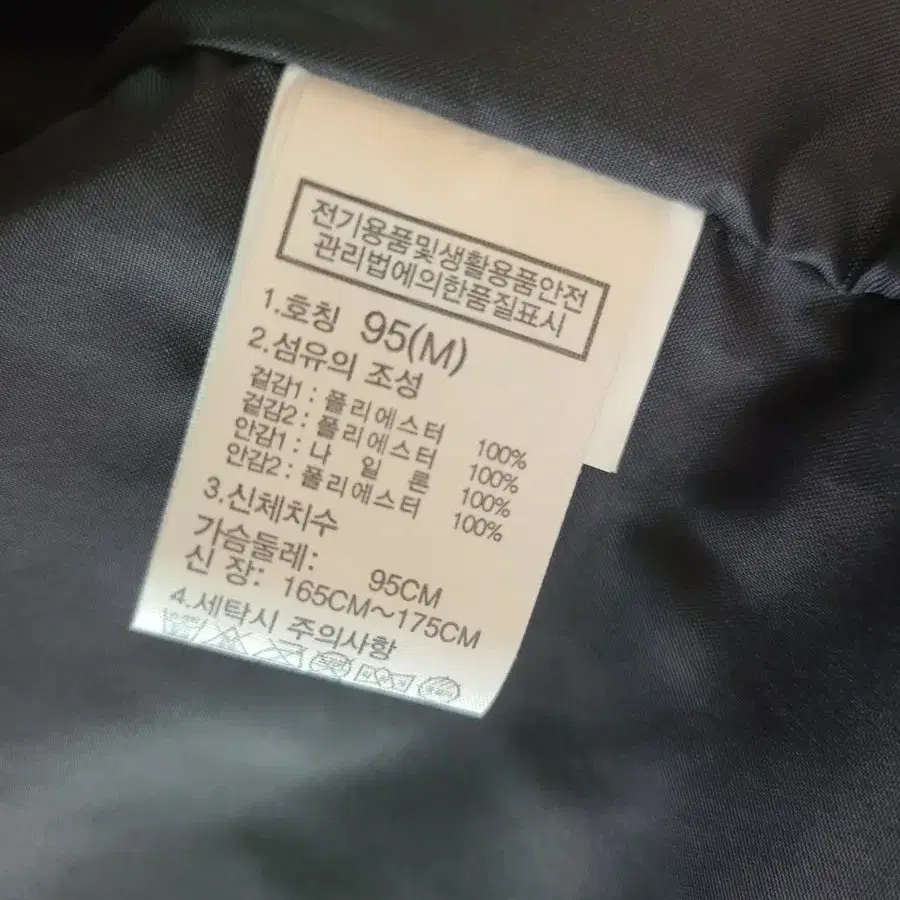 전기용품및생활용품안전
관리법에의한품질표시
1.호칭 95(M)
2.섬유의 조성
겉감1 : 폴리에스터 100%
겉감2 : 폴리에스터 100%
안감1 : 나 일 론 100%
안감2 : 폴리에스터 100%
3.신체치수
가슴둘레: 95CM
신 장: 165CM~175CM
4.세탁시 주의사항